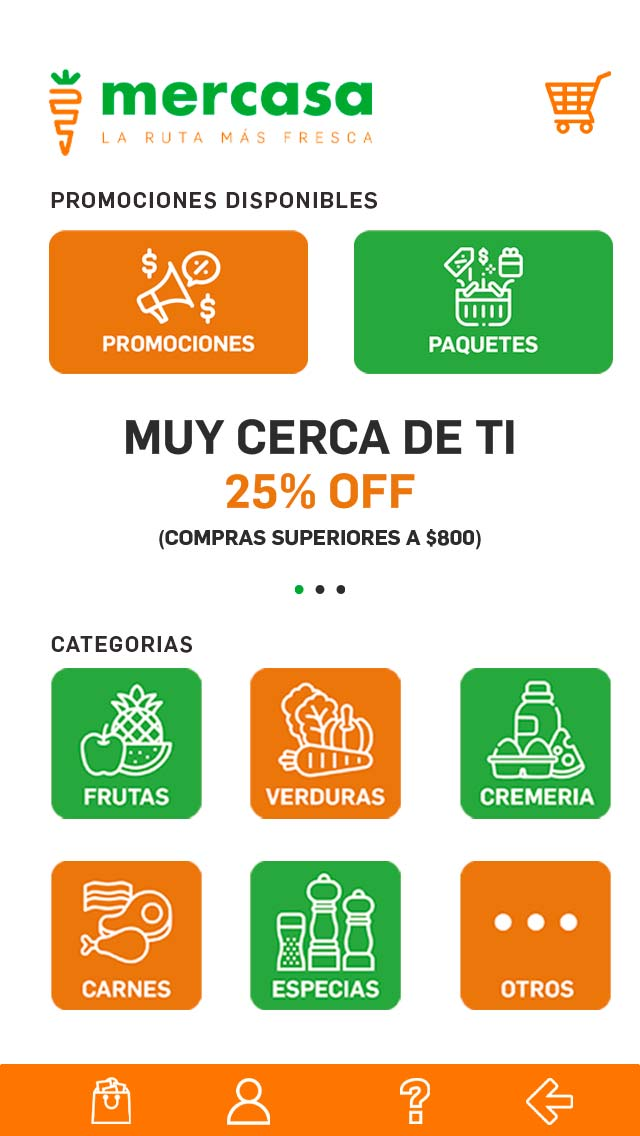 mercasa
LA RUTA MÁS FRESCA
PROMOCIONES DISPONIBLES
PROMOCIONES
PAQUETES
MUY CERCA DE TI
25% OFF
(COMPRAS SUPERIORES A $800)
CATEGORIAS
FRUTAS
VERDURAS
CREMERIA
CARNES
ESPECIAS
OTROS